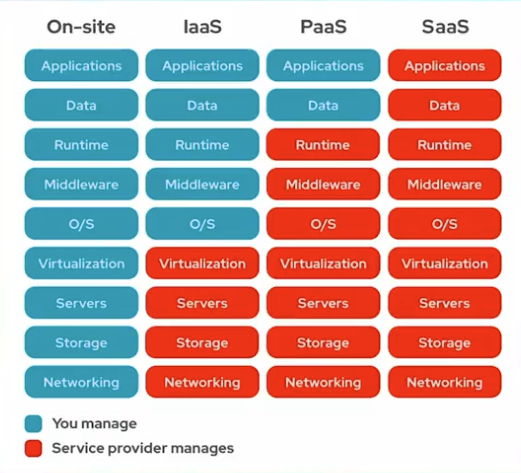 On-site IaaS PaaS SaaS
Applications Applications Applications Applications
Data Data Data Data
Runtime Runtime Runtime Runtime
Middleware Middleware Middleware Middleware
O/S O/S O/S O/S
Virtualization Virtualization Virtualization Virtualization
Servers Servers Servers Servers
Storage Storage Storage Storage
Networking Networking Networking Networking
You manage
Service provider manages